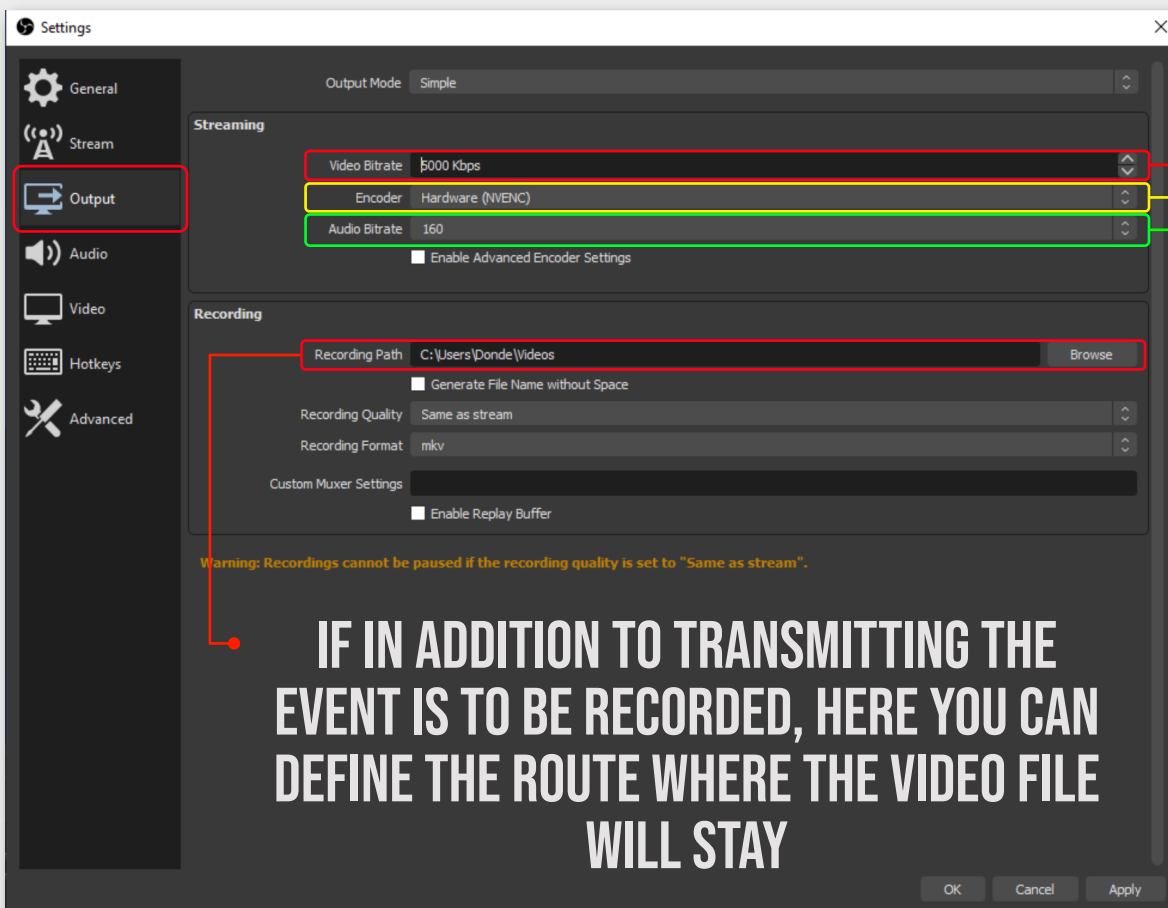 Settings
General
Stream
Output
Audio
Video
Hotkeys
Advanced
Output Mode Simple
Streaming
Video Bitrate 5000 Kbps
Encoder Hardware (NVENC)
Audio Bitrate 160
Enable Advanced Encoder Settings
Recording
Recording Path C:\Users\Donde\Videos Browse
Generate File Name without Space
Recording Quality Same as stream
Recording Format mkv
Custom Muxer Settings
Enable Replay Buffer
Warning: Recordings cannot be paused if the recording quality is set to "Same as stream".
IF IN ADDITION TO TRANSMITTING THE
EVENT IS TO BE RECORDED, HERE YOU CAN
DEFINE THE ROUTE WHERE THE VIDEO FILE
WILL STAY
OK Cancel Apply